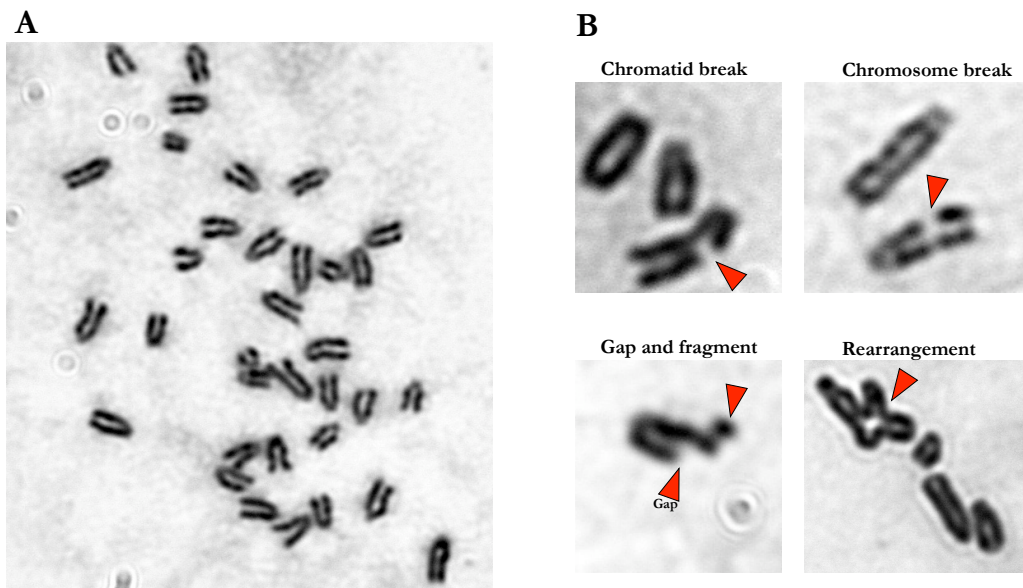 A
B
Chromatid break
Chromosome break
Gap and fragment
Rearrangement
Gap